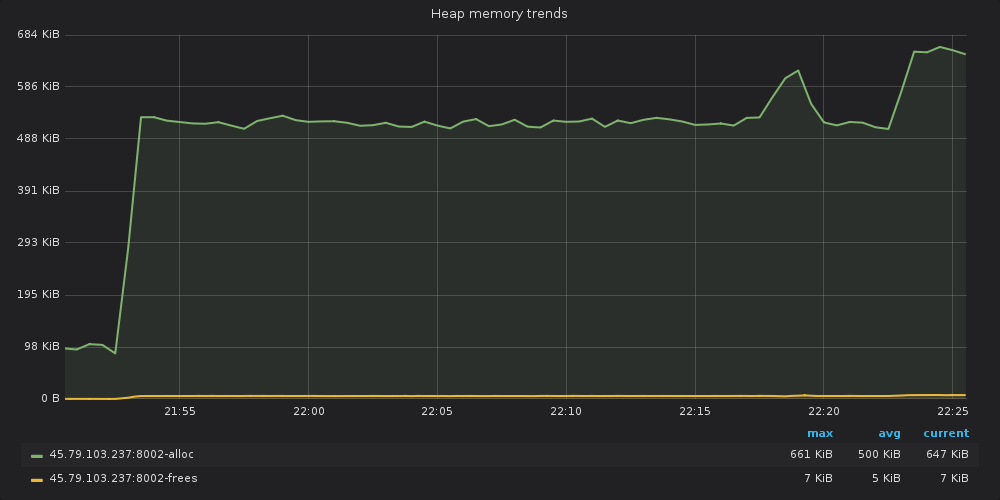 Heap memory trends
684 KiB
586 KiB
488 KiB
391 KiB
293 KiB
195 KiB
98 KiB
0 B
21:55 22:00 22:05 22:10 22:15 22:20 22:25
max avg current
45.79.103.237:8002-alloc 661 KiB 500 KiB 647 KiB
45.79.103.237:8002-frees 7 KiB 5 KiB 7 KiB